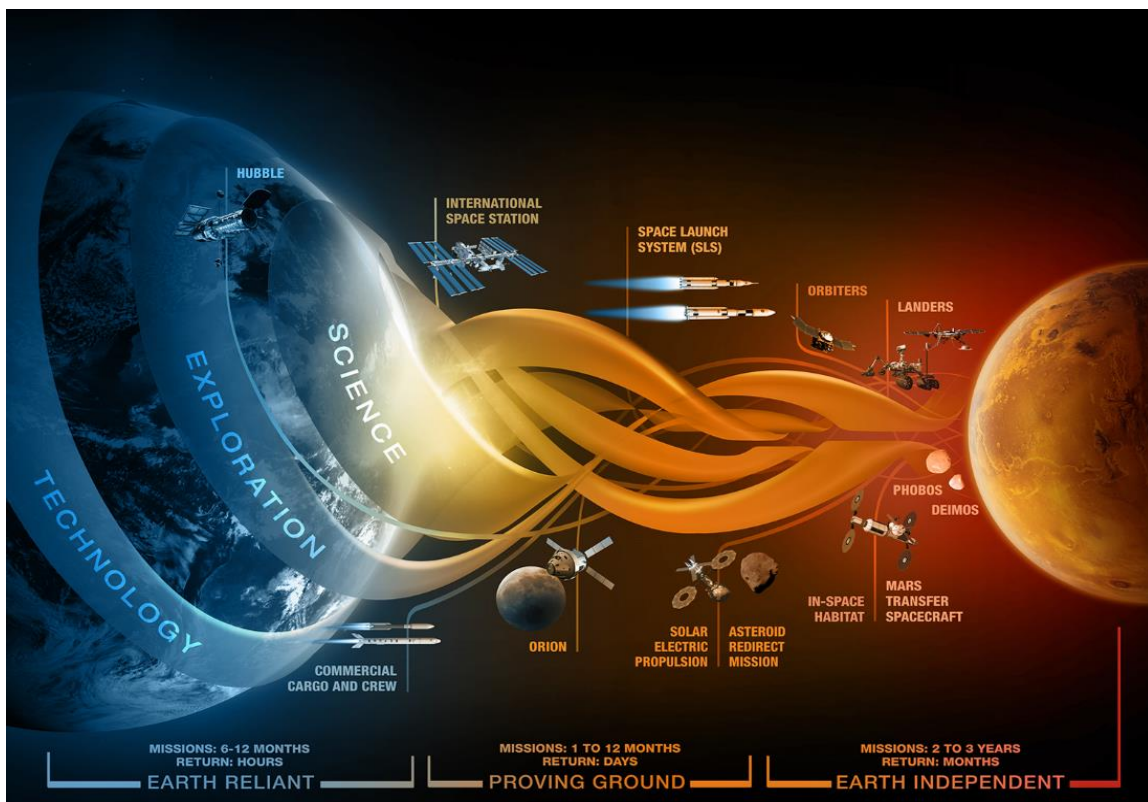 HUBBLE
INTERNATIONAL
SPACE STATION
SPACE LAUNCH
SYSTEM (SLS)
ORBITERS
LANDERS
SCIENCE
EXPLORATION
TECHNOLOGY
PHOBOS
DEIMOS
COMMERCIAL
CARGO AND CREW
ORION
SOLAR
ELECTRIC
PROPULSION
ASTEROID
REDIRECT
MISSION
IN-SPACE
HABITAT
MARS
TRANSFER
SPACECRAFT
MISSIONS: 6-12 MONTHS
RETURN: HOURS
EARTH RELIANT
MISSIONS: 1 TO 12 MONTHS
RETURN: DAYS
PROVING GROUND
MISSIONS: 2 TO 3 YEARS
RETURN: MONTHS
EARTH INDEPENDENT